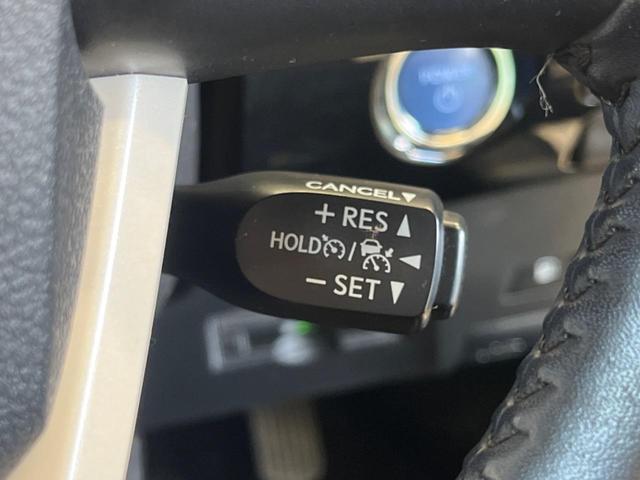 CANCEL▼
+ RES ▲
HOLD / ◄
− SET ▼